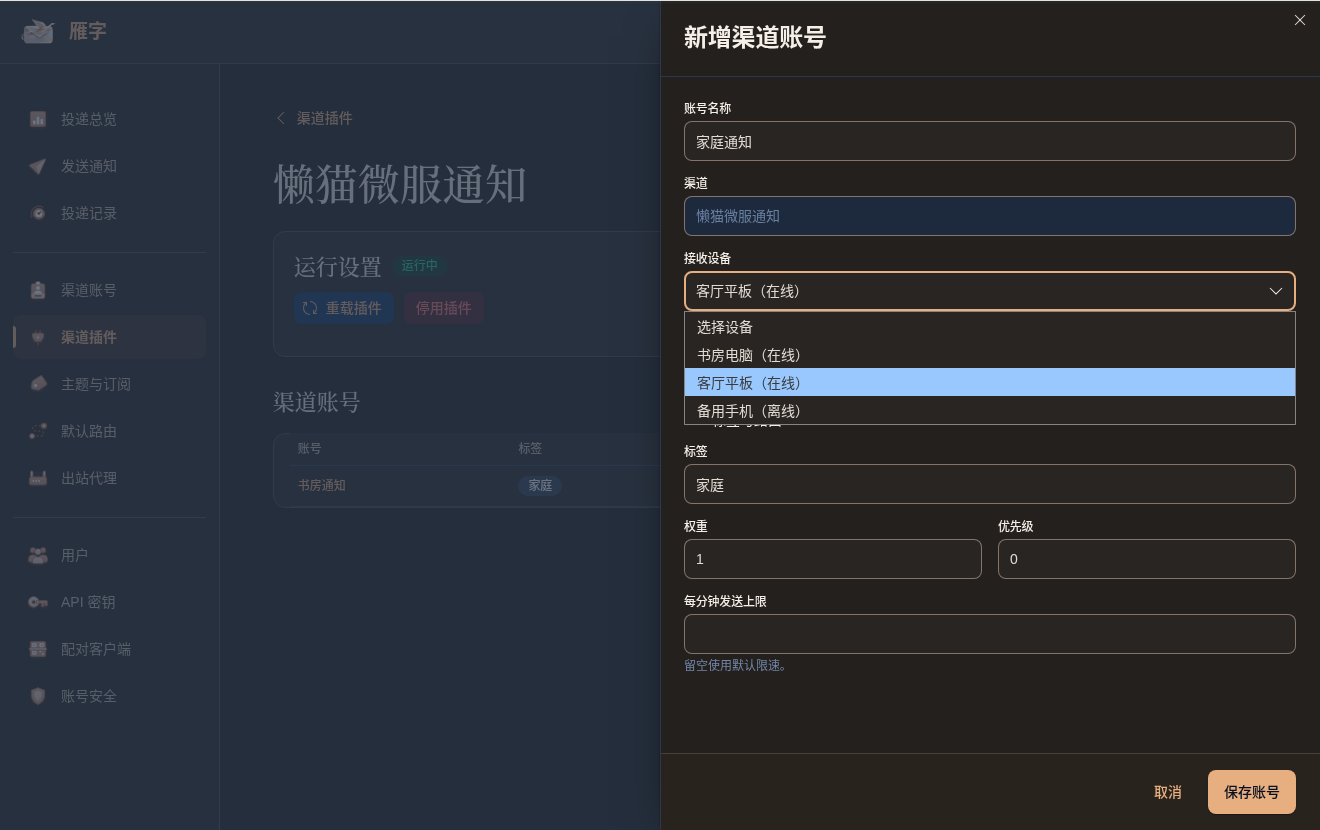 雁字
投递总览
发送通知
投递记录
渠道账号
渠道插件
主题与订阅
默认路由
出站代理
用户
API 密钥
配对客户端
账号安全
渠道插件
懒猫微服通知
运行设置 运行中
重载插件 停用插件
渠道账号
账号 标签
书房通知 家庭
新增渠道账号
账号名称
家庭通知
渠道
懒猫微服通知
接收设备
客厅平板（在线）
选择设备
书房电脑（在线）
客厅平板（在线）
备用手机（离线）
标签
家庭
权重 优先级
1 0
每分钟发送上限
留空使用默认限速。
取消 保存账号